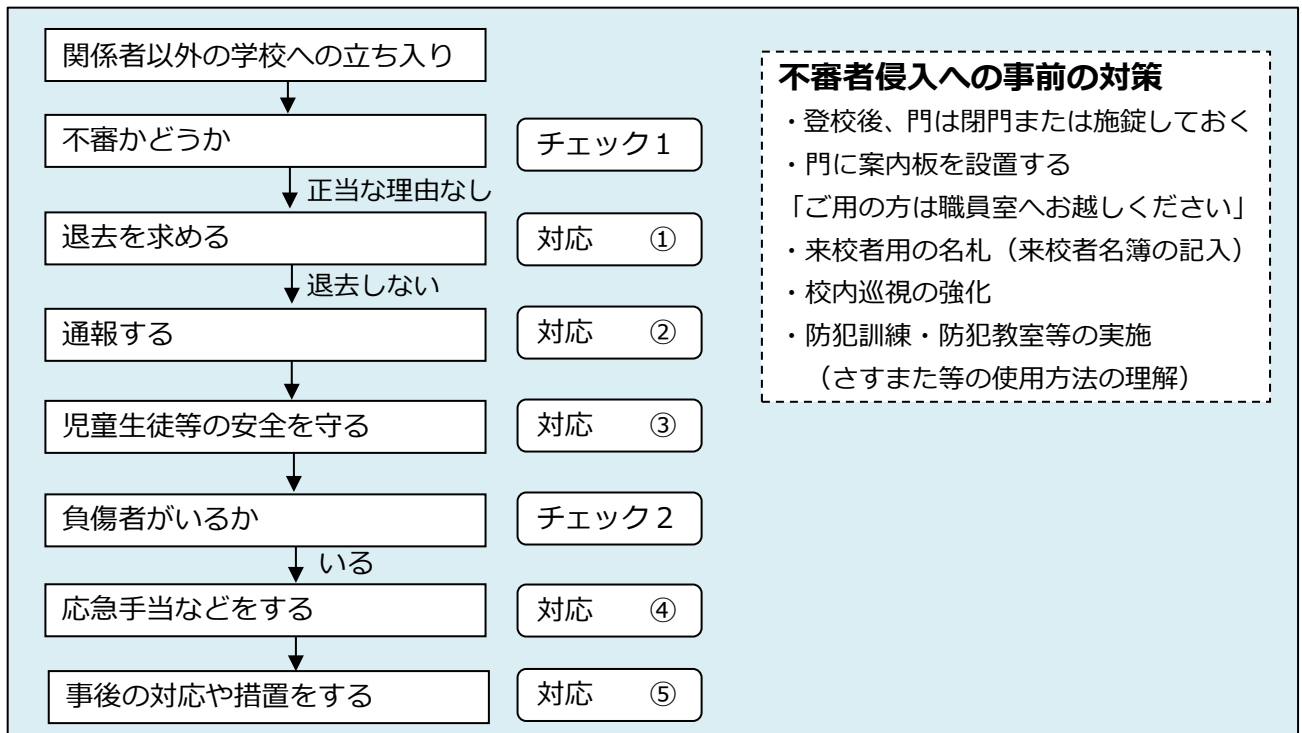 関係者以外の学校への立ち入り
不審かどうか
チェック1
正当な理由なし
退去を求める
対応 ①
退去しない
通報する
対応 ②
児童生徒等の安全を守る
対応 ③
負傷者がいるか
チェック2
いる
応急手当などをする
対応 ④
事後の対応や措置をする
対応 ⑤
不審者侵入への事前の対策
・登校後、門は閉門または施錠しておく
・門に案内板を設置する
「ご用の方は職員室へお越しください」
・来校者用の名札(来校者名簿の記入)
・校内巡視の強化
・防犯訓練・防犯教室等の実施
(さすまた等の使用方法の理解)